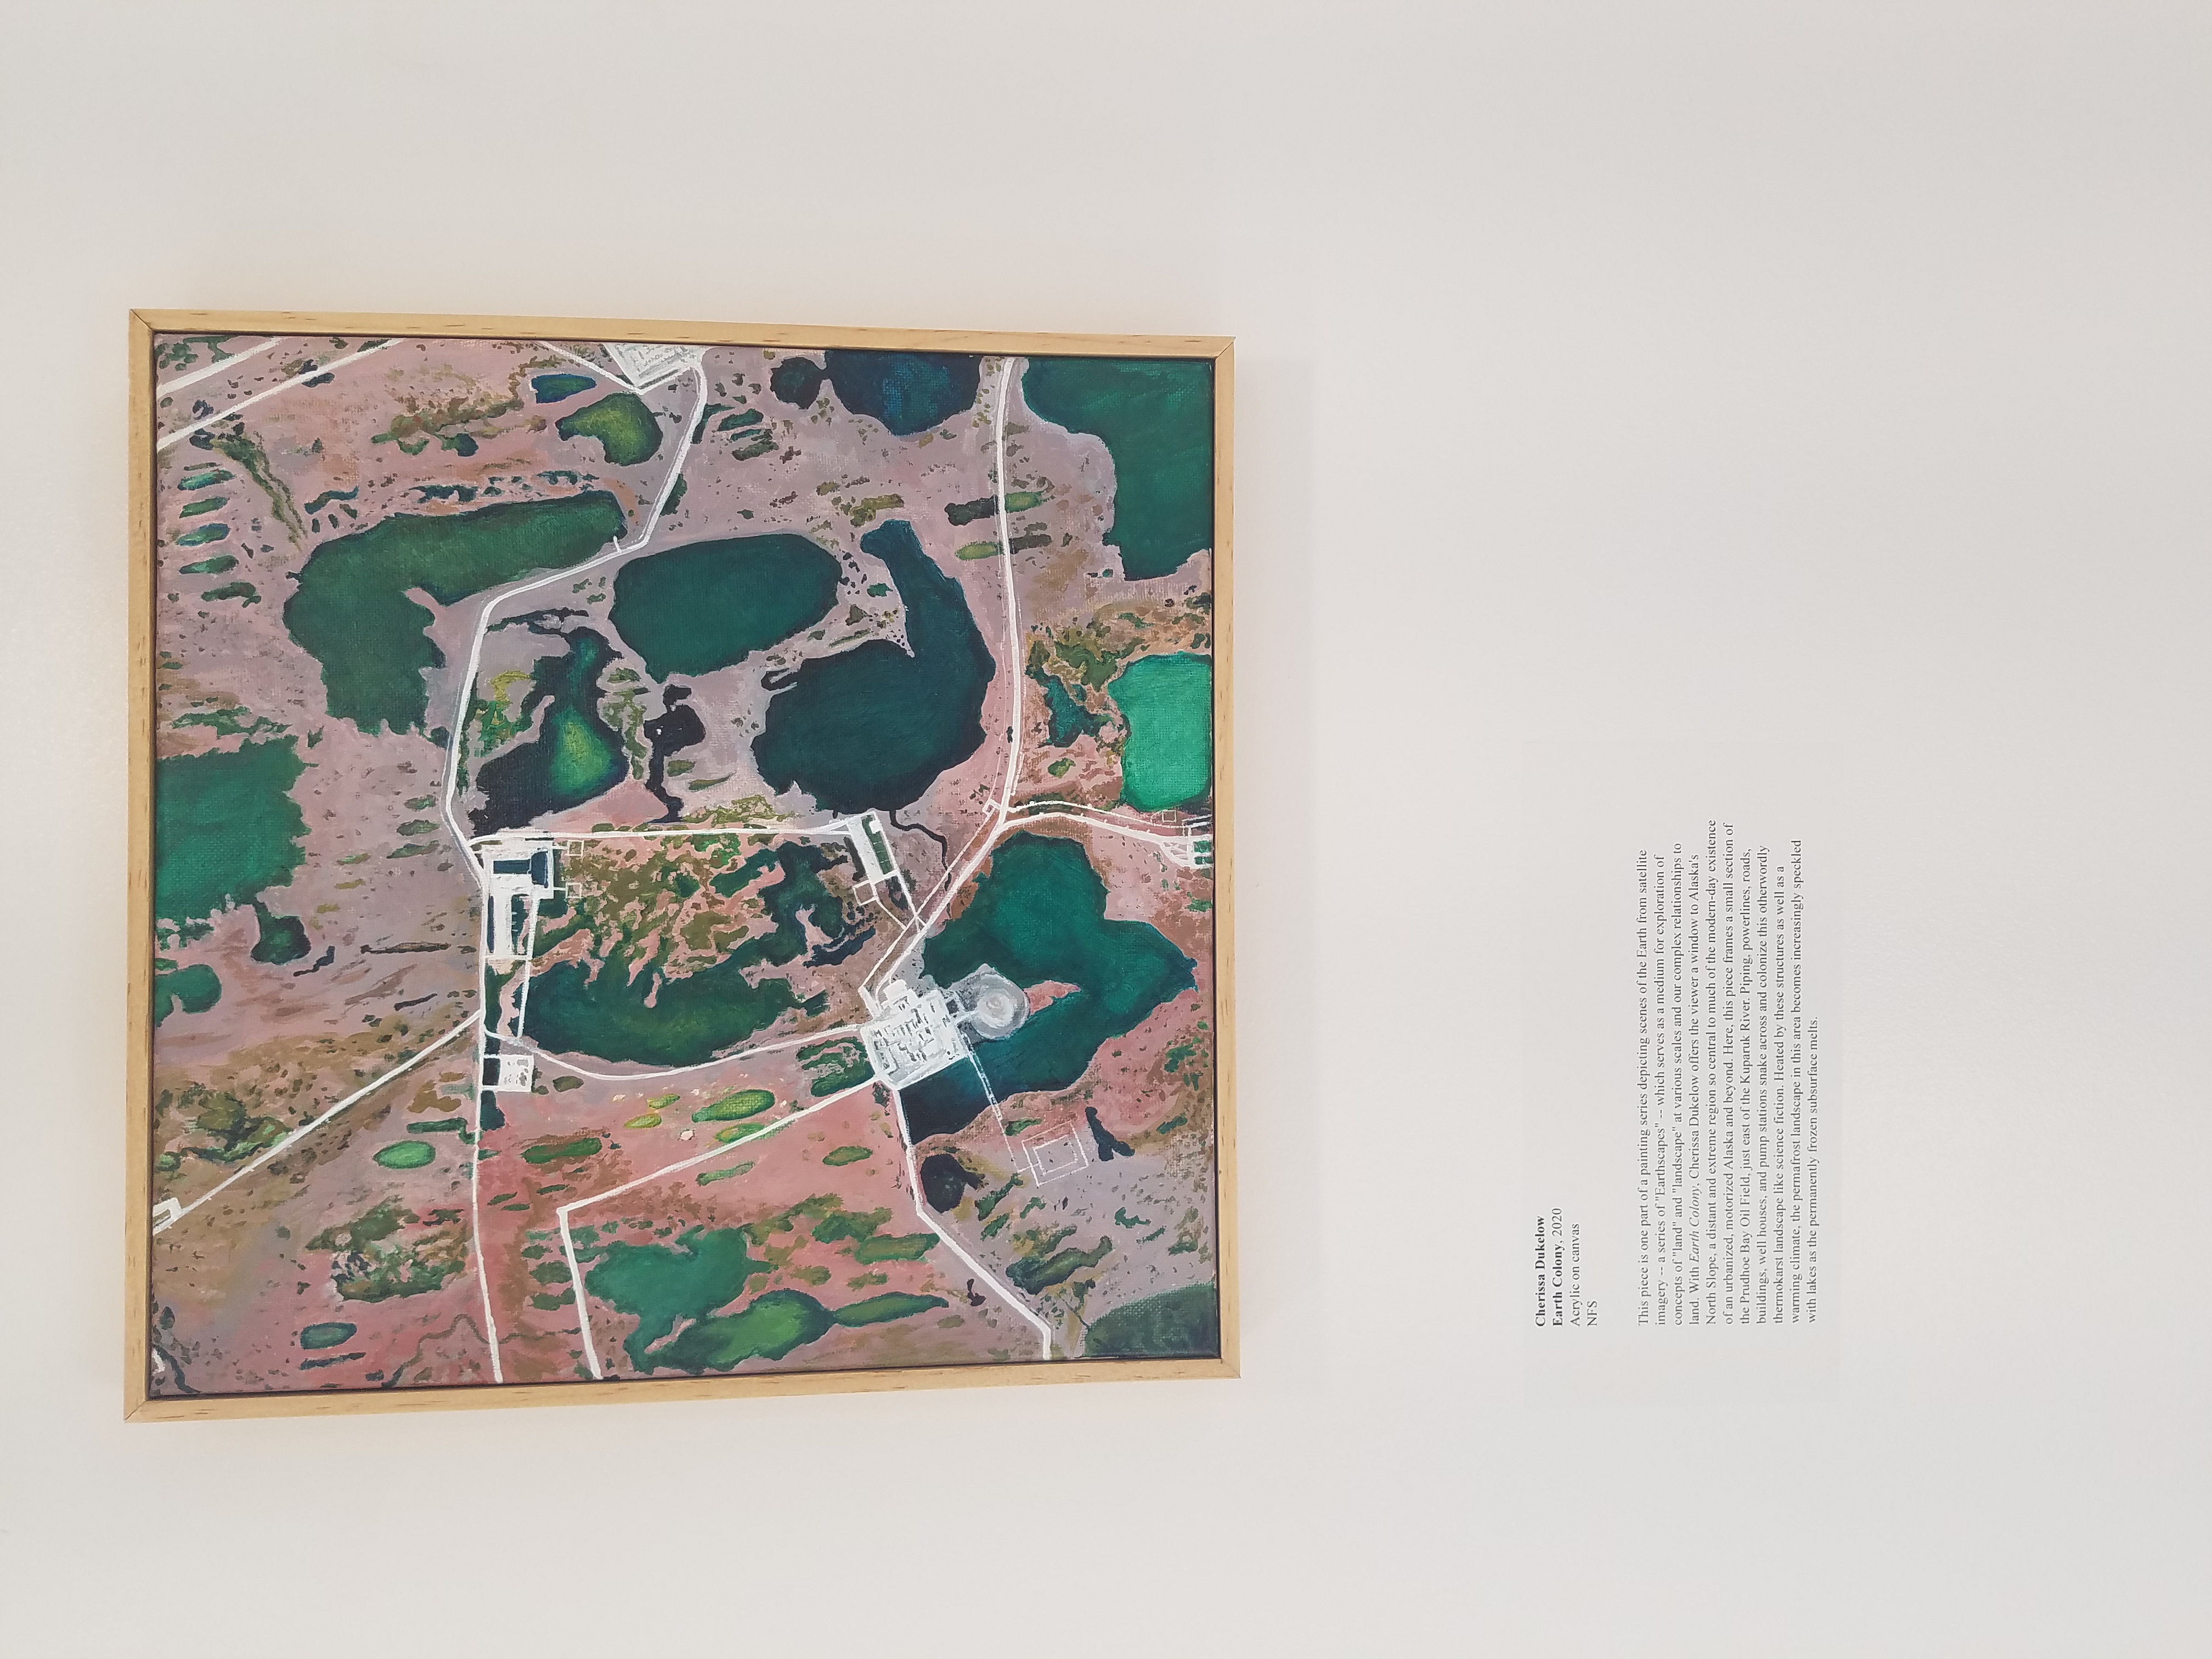 Cherissa Dukelow
Earth Colony, 2020
Acrylic on canvas
NFS
This piece is one part of a painting series depicting scenes of the Earth from satellite
imagery -- a series of "Earthscapes" -- which serves as a medium for exploration of
concepts of "land" and "landscape" at various scales and our complex relationships to
land. With Earth Colony, Cherissa Dukelow offers the viewer a window to Alaska's
North Slope, a distant and extreme region so central to much of the modern-day existence
of an urbanized, motorized Alaska and beyond. Here, this piece frames a small section of
the Prudhoe Bay Oil Field, just east of the Kuparuk River. Piping, powerlines, roads,
buildings, well houses, and pump stations snake across and colonize this otherwordly
thermokarst landscape like science fiction. Heated by these structures as well as a
warming climate, the permafrost landscape in this area becomes increasingly speckled
with lakes as the permanently frozen subsurface melts.